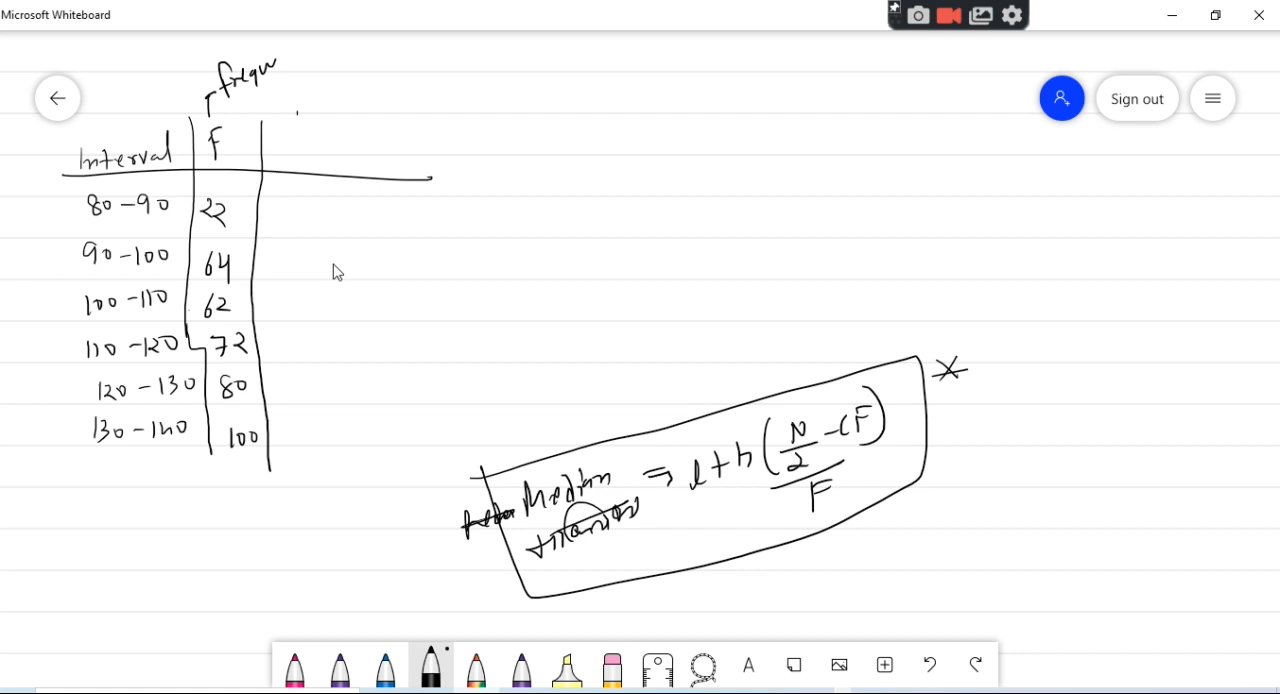 Microsoft Whiteboard
Sign out
frequ
Interval F
80-90 22
90-100 64
100-110 62
110-120 72
120-130 80
130-140 100
Median ⇒ l+h (N/2 - CF)/F
A